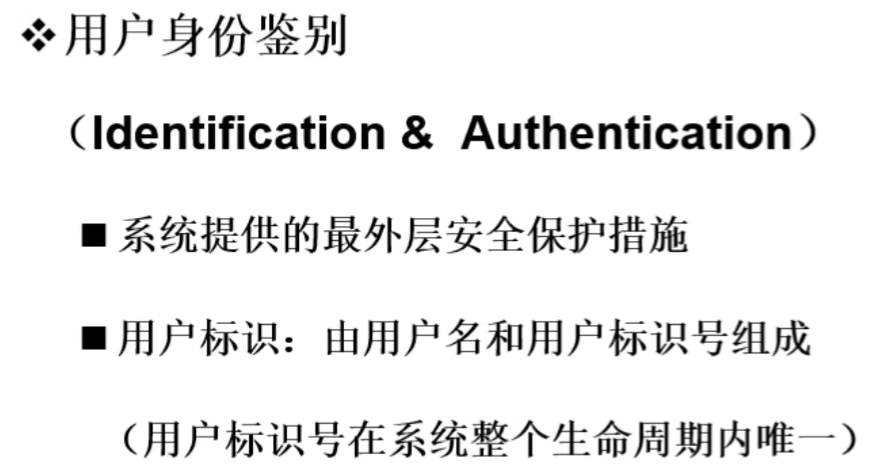 ❖用户身份鉴别
（Identification & Authentication）
■ 系统提供的最外层安全保护措施
■ 用户标识：由用户名和用户标识号组成
（用户标识号在系统整个生命周期内唯一）